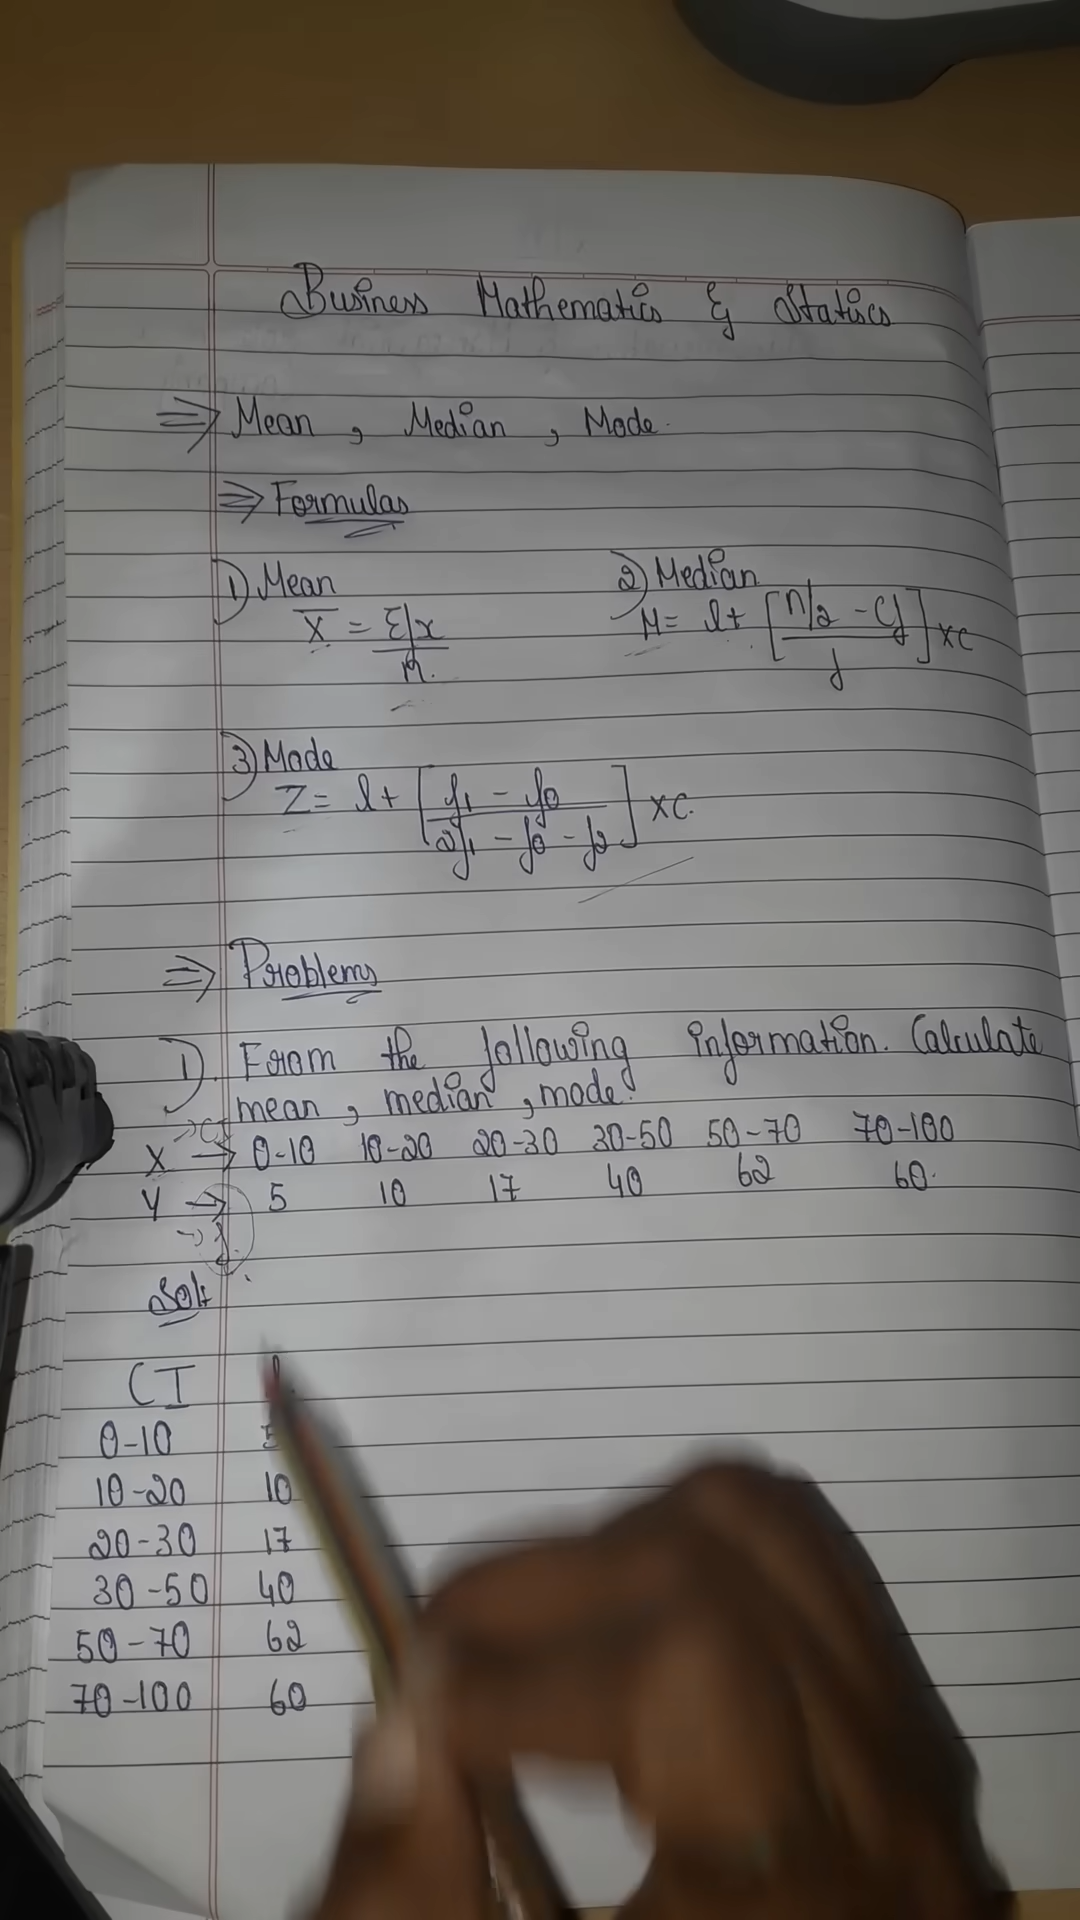 Business Mathematics & Statiscs
⇒ Mean , Median , Mode.
⇒ Formulas
1) Mean
X̅ = Σfx / n.
2) Median
M = l + [n/2 - cf / f] × c
3) Mode
Z = l + [f₁ - f₀ / 2f₁ - f₀ - f₂] × c.
⇒ Problems
1). From the following information. Calculate
mean , median , mode.
→ CI
X → 0-10 10-20 20-30 30-50 50-70 70-100
Y → 5 10 17 40 62 60.
→ f.
Sol:
CI
0-10 5
10-20 10
20-30 17
30-50 40
50-70 62
70-100 60